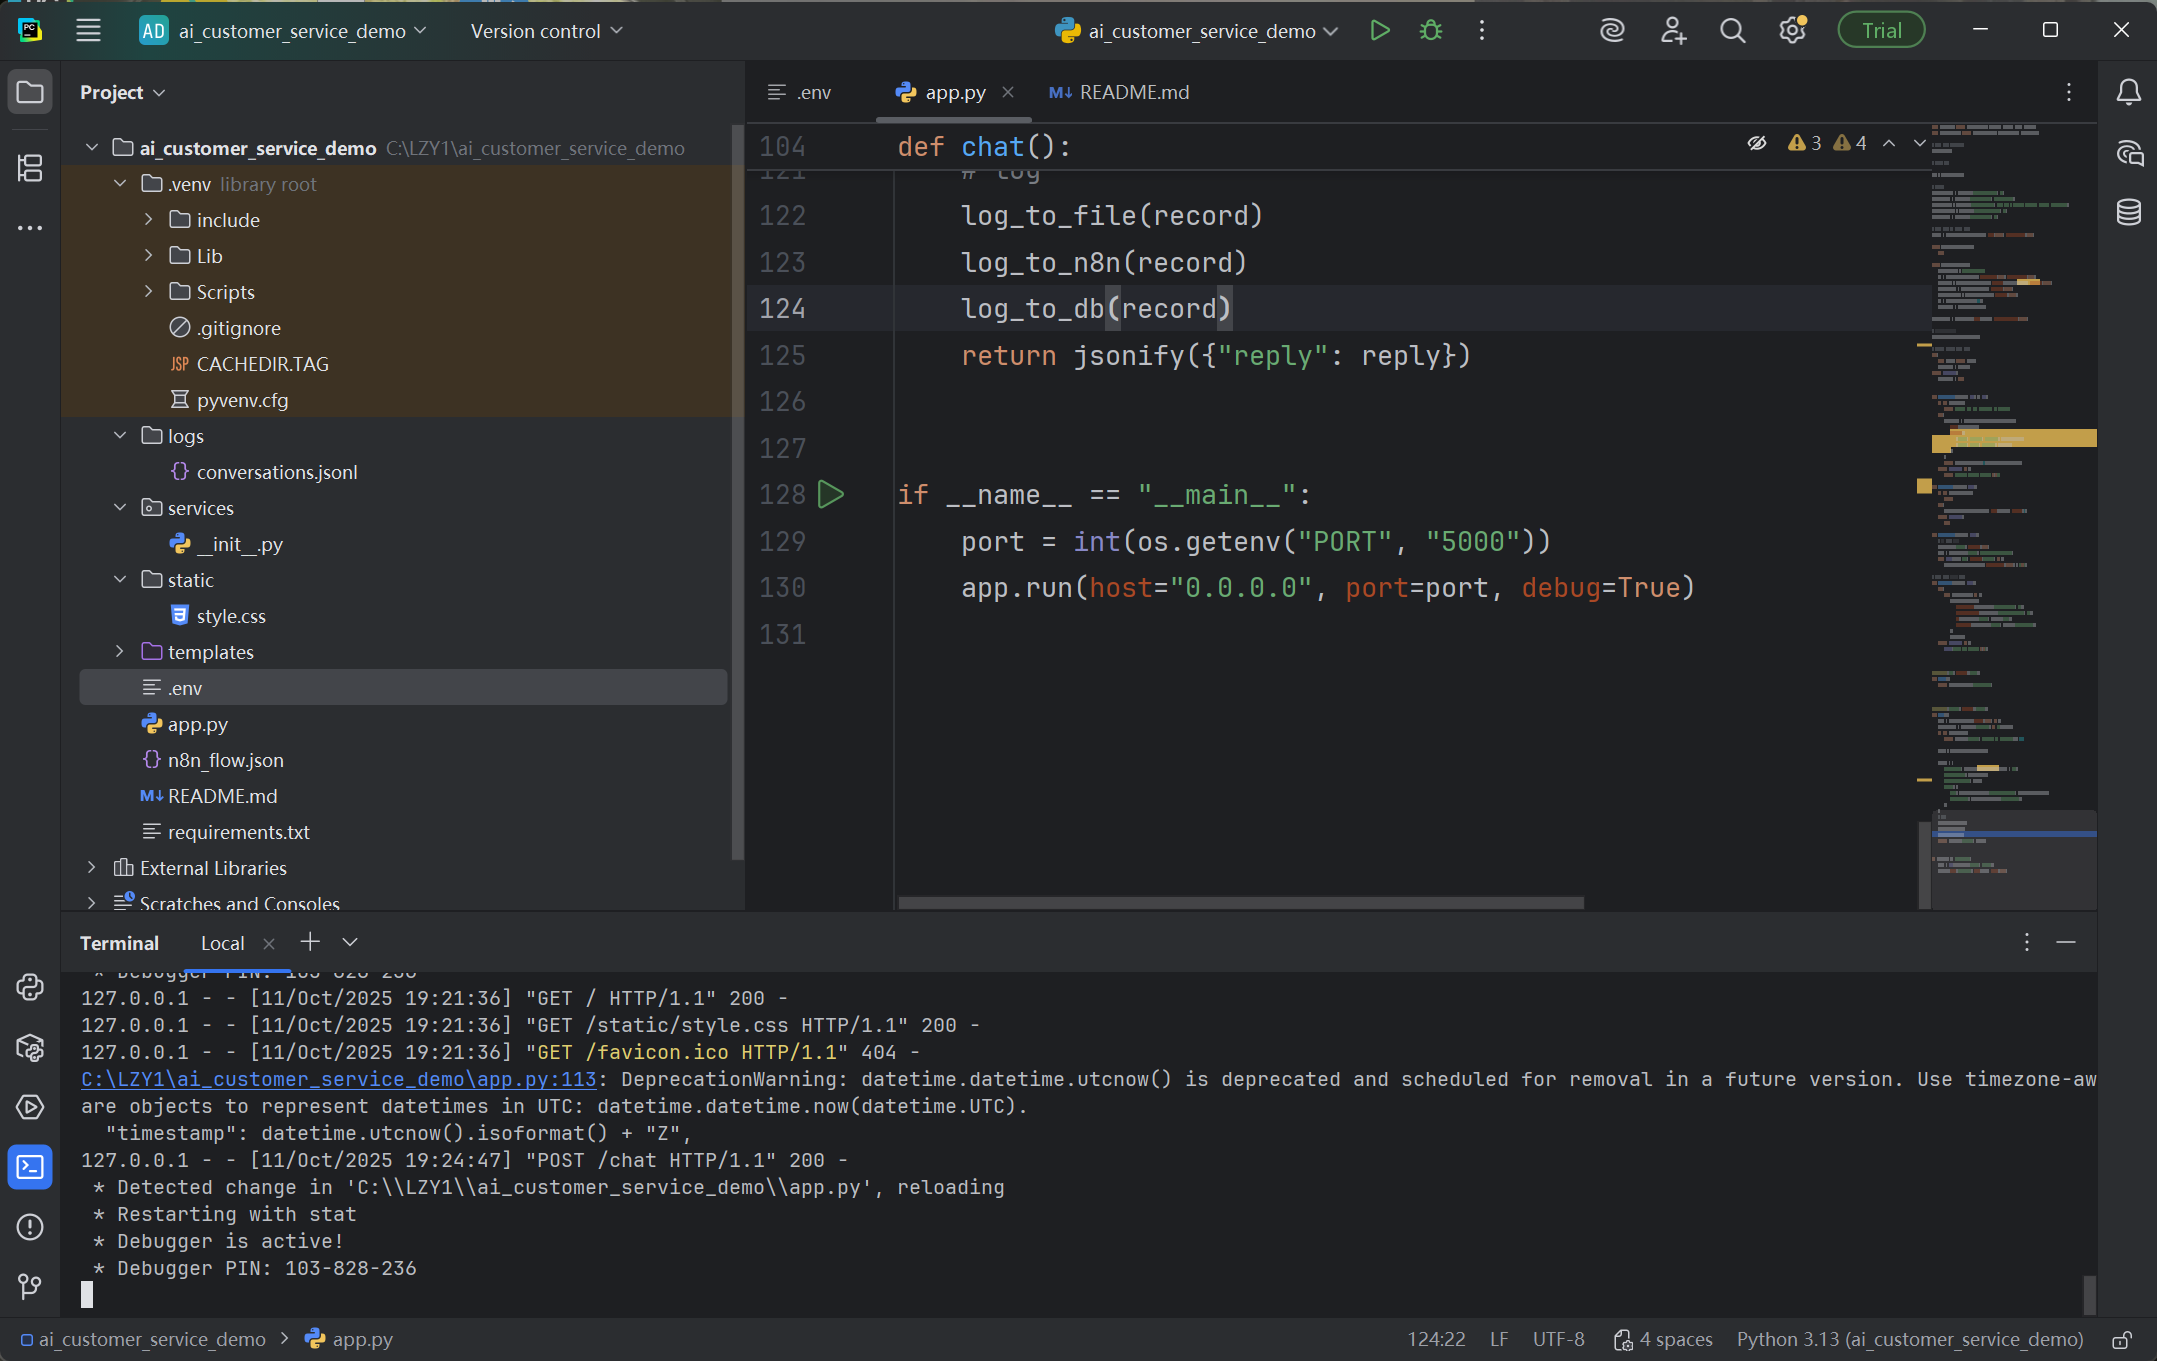 PC
AD ai_customer_service_demo
Version control
ai_customer_service_demo
Trial
Project
ai_customer_service_demo C:\LZY1\ai_customer_service_demo
.venv library root
include
Lib
Scripts
.gitignore
JSP CACHEDIR.TAG
pyvenv.cfg
logs
{} conversations.jsonl
services
__init__.py
static
style.css
templates
.env
app.py
{} n8n_flow.json
M↓ README.md
requirements.txt
External Libraries
Scratches and Consoles
.env
app.py
M↓ README.md
3 4
104 def chat():
121 # log
122 log_to_file(record)
123 log_to_n8n(record)
124 log_to_db(record)
125 return jsonify({"reply": reply})
126
127
128 if __name__ == "__main__":
129 port = int(os.getenv("PORT", "5000"))
130 app.run(host="0.0.0.0", port=port, debug=True)
131
Terminal
Local
* Debugger PIN: 103-828-236
127.0.0.1 - - [11/Oct/2025 19:21:36] "GET / HTTP/1.1" 200 -
127.0.0.1 - - [11/Oct/2025 19:21:36] "GET /static/style.css HTTP/1.1" 200 -
127.0.0.1 - - [11/Oct/2025 19:21:36] "GET /favicon.ico HTTP/1.1" 404 -
C:\LZY1\ai_customer_service_demo\app.py:113: DeprecationWarning: datetime.datetime.utcnow() is deprecated and scheduled for removal in a future version. Use timezone-aw
are objects to represent datetimes in UTC: datetime.datetime.now(datetime.UTC).
"timestamp": datetime.utcnow().isoformat() + "Z",
127.0.0.1 - - [11/Oct/2025 19:24:47] "POST /chat HTTP/1.1" 200 -
* Detected change in 'C:\\LZY1\\ai_customer_service_demo\\app.py', reloading
* Restarting with stat
* Debugger is active!
* Debugger PIN: 103-828-236
ai_customer_service_demo > app.py
124:22 LF UTF-8 4 spaces Python 3.13 (ai_customer_service_demo)